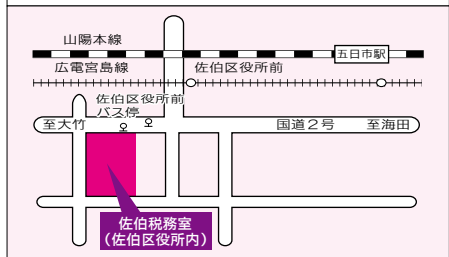 山陽本線
五日市駅
広電宮島線
佐伯区役所前
佐伯区役所前
バス停
至大竹
国道2号
至海田
佐伯税務室
(佐伯区役所内)